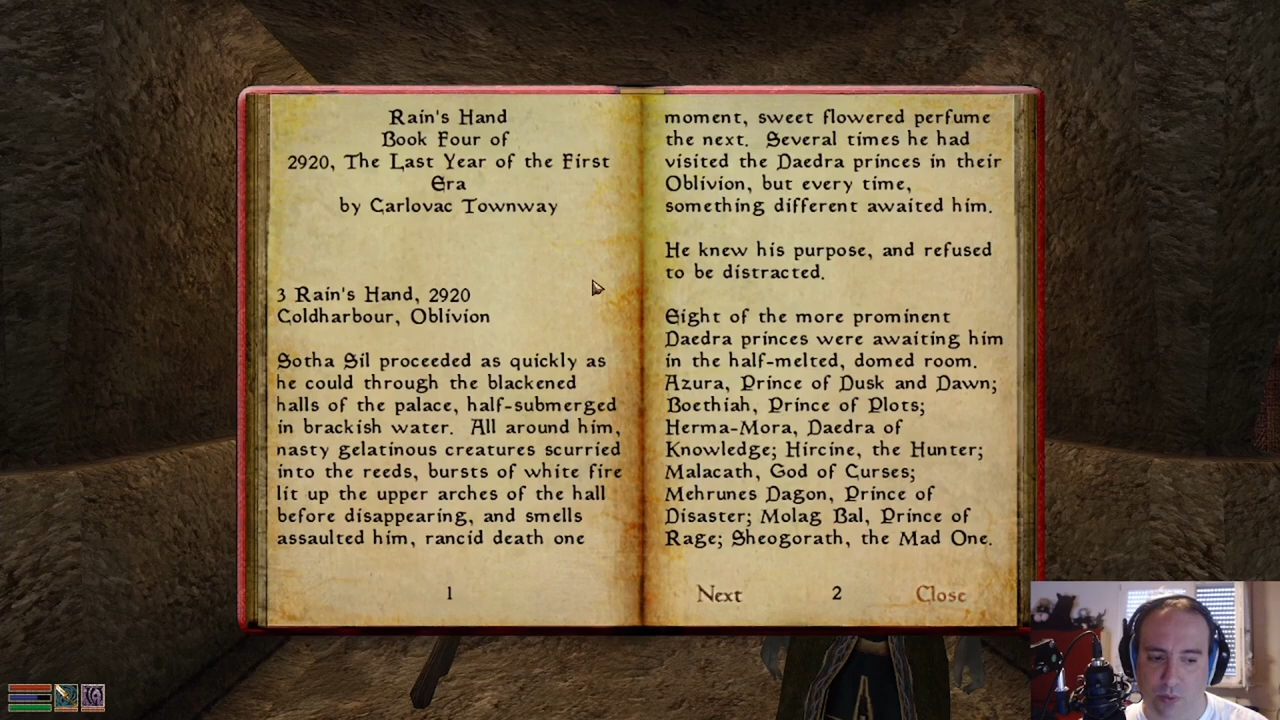 Rain's Hand
Book Four of
2920, The Last Year of the First
Era
by Carlovac Townway
3 Rain's Hand, 2920
Coldharbour, Oblivion
Sotha Sil proceeded as quickly as
he could through the blackened
halls of the palace, half-submerged
in brackish water.  All around him,
nasty gelatinous creatures scurried
into the reeds, bursts of white fire
lit up the upper arches of the hall
before disappearing, and smells
assaulted him, rancid death one
1
moment, sweet flowered perfume
the next.  Several times he had
visited the Daedra princes in their
Oblivion, but every time,
something different awaited him.
He knew his purpose, and refused
to be distracted.
Eight of the more prominent
Daedra princes were awaiting him
in the half-melted, domed room.
Azura, Prince of Dusk and Dawn;
Boethiah, Prince of Plots;
Herma-Mora, Daedra of
Knowledge; Hircine, the Hunter;
Malacath, God of Curses;
Mehrunes Dagon, Prince of
Disaster; Molag Bal, Prince of
Rage; Sheogorath, the Mad One.
Next 2 Close